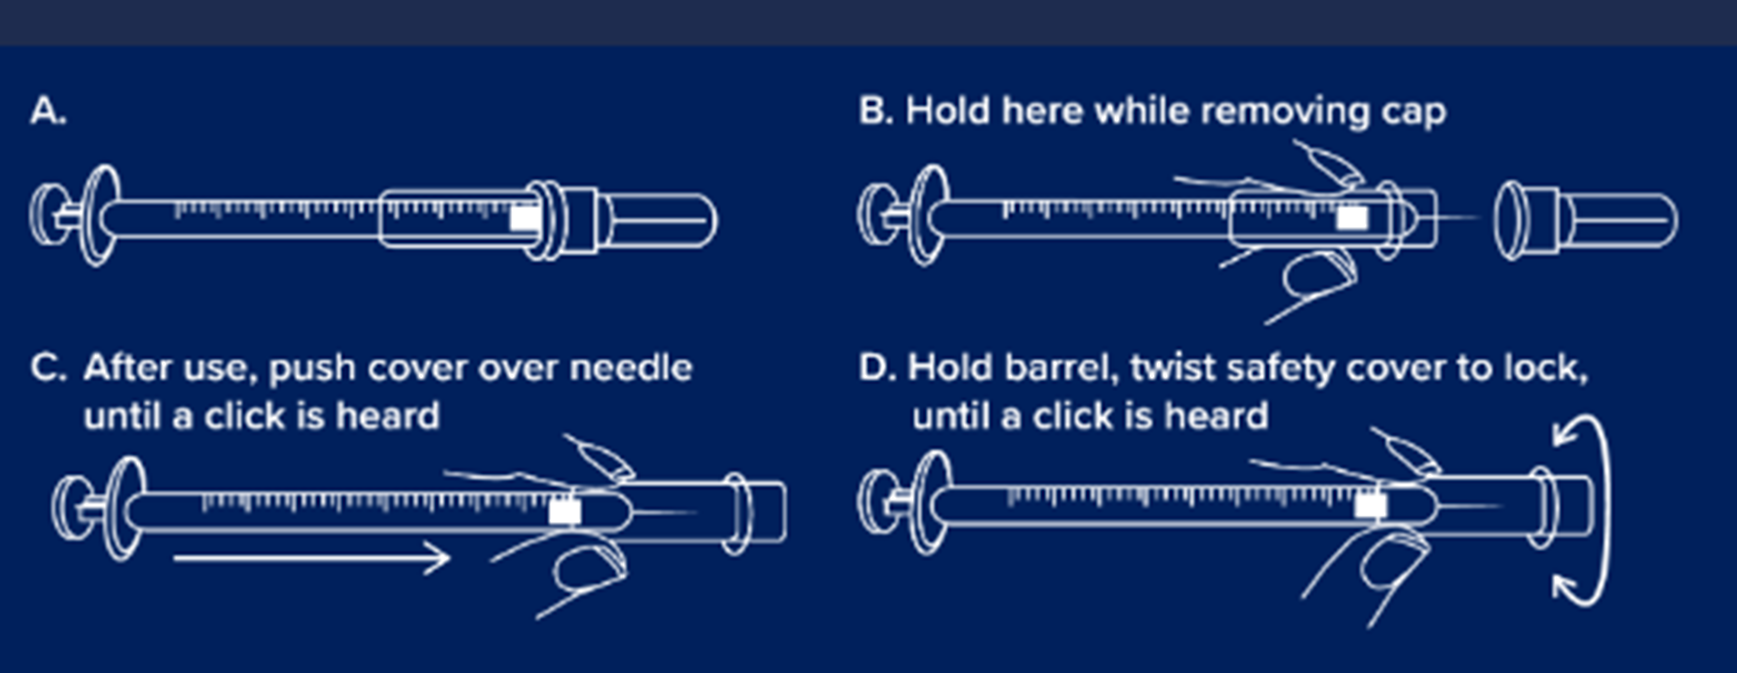 A.
B. Hold here while removing cap
C. After use, push cover over needle
until a click is heard
D. Hold barrel, twist safety cover to lock,
until a click is heard